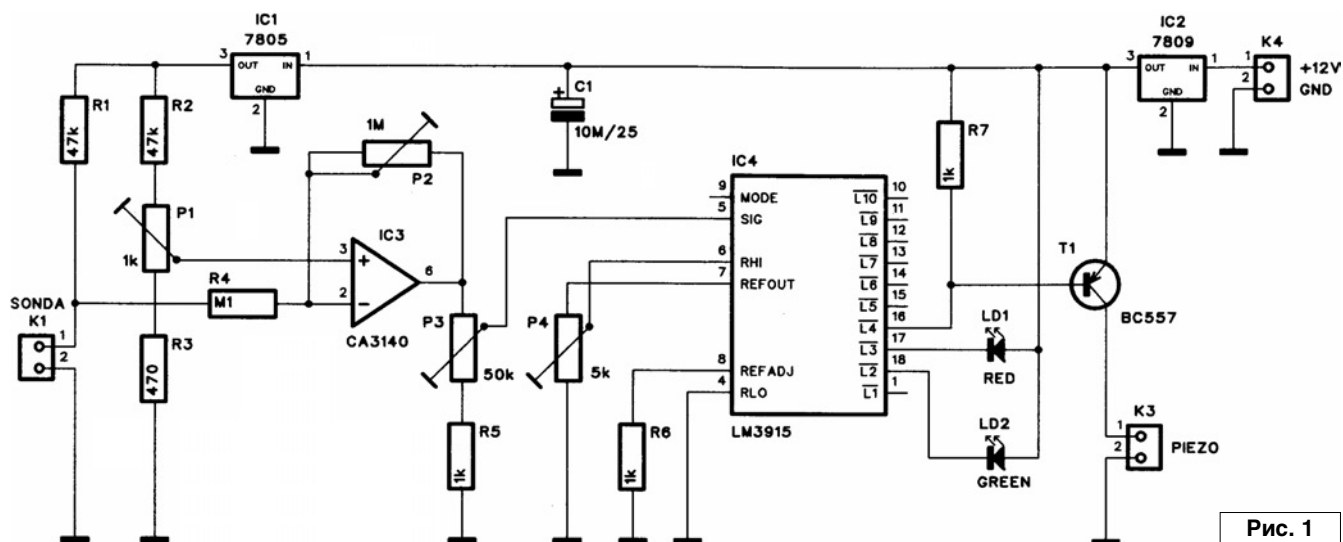 IC1
7805
3
OUT
IN
1
GND
2
IC2
7809
3
OUT
IN
1
GND
2
K4
1
2
+12V
GND
R1
47k
R2
47k
C1
+
10M/25
1M
P2
R7
1k
P1
1k
IC3
3
+
2
–
6
CA3140
R4
M1
SONDA
K1
1
2
R3
470
P3
50k
R5
1k
P4
5k
R6
1k
IC4
9
MODE
5
SIG
6
RHI
7
REFOUT
8
REFADJ
4
RLO
L10
10
L9
11
L8
12
L7
13
L6
14
L5
15
L4
16
L3
17
L2
18
L1
1
LM3915
LD1
RED
LD2
GREEN
T1
BC557
K3
1
2
PIEZO
Рис. 1